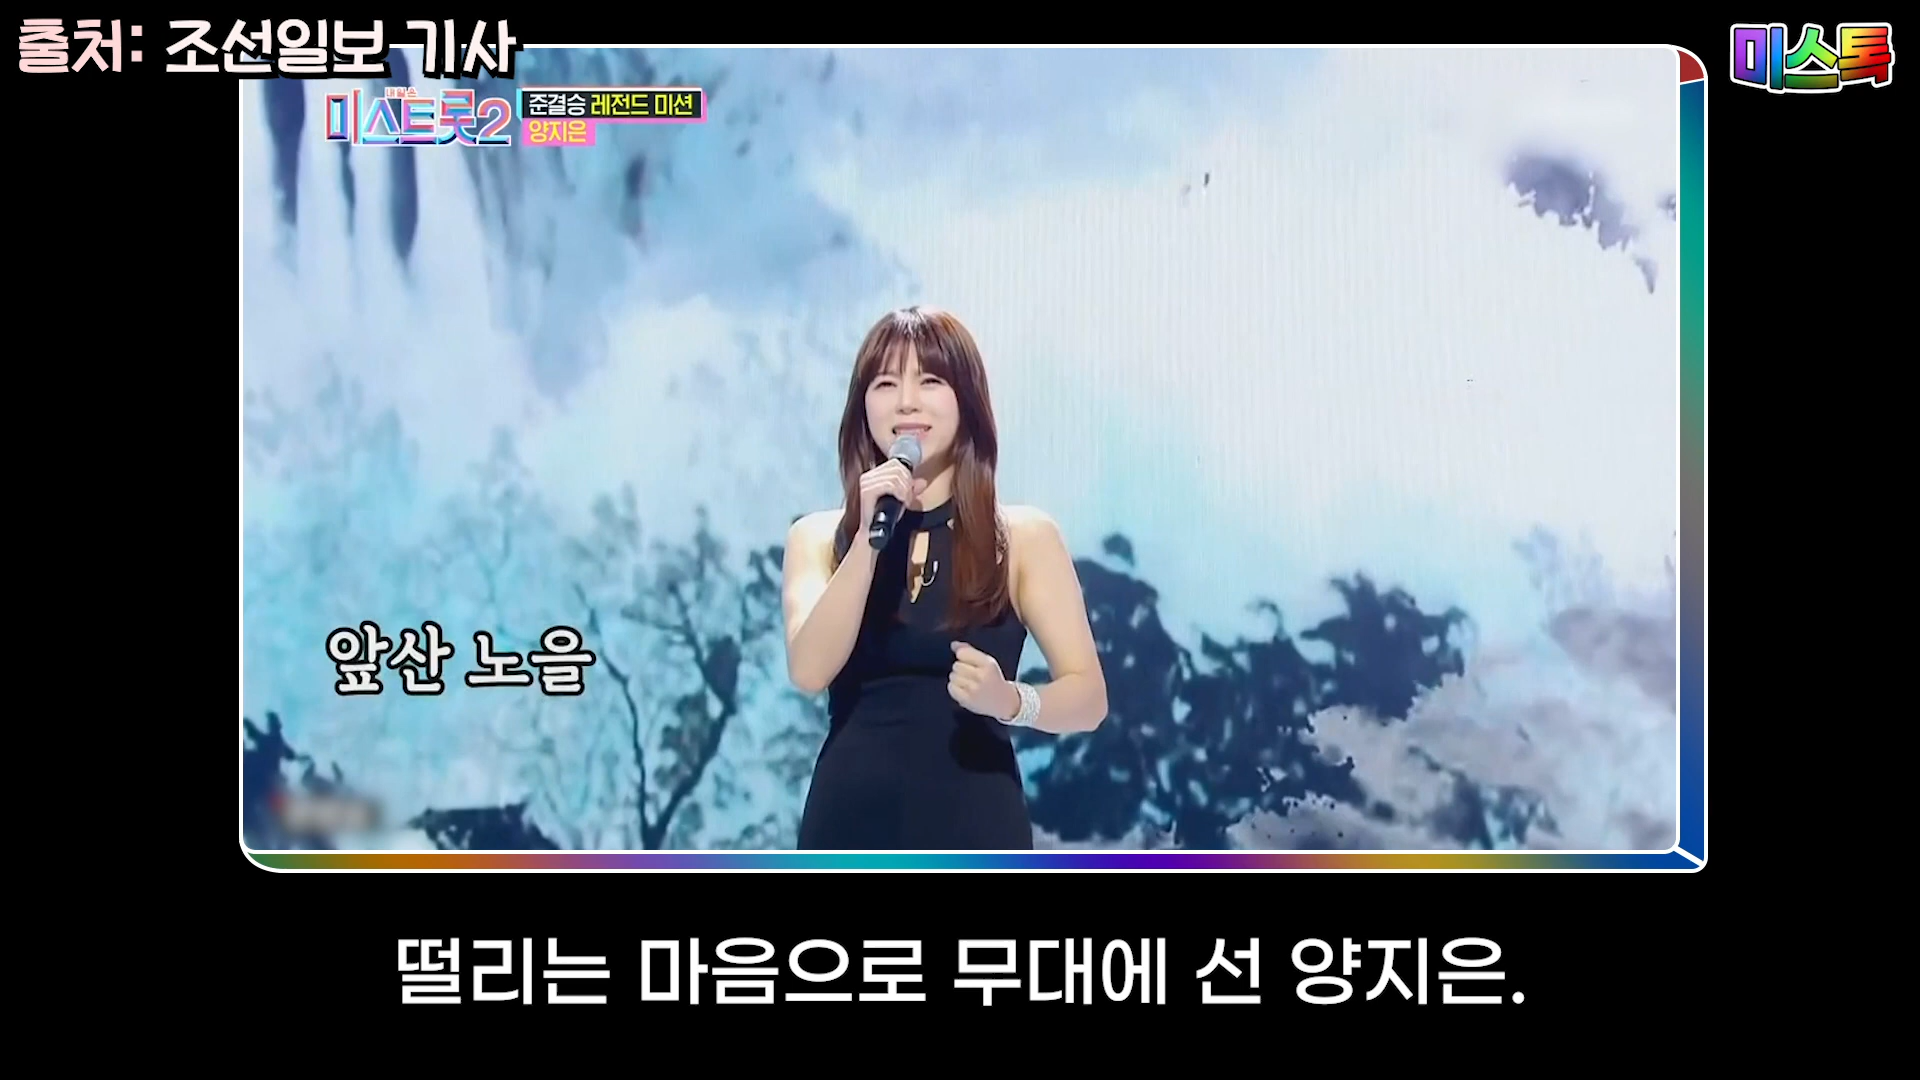 출처: 조선일보 기사
미스톡
내일은
미스트롯2
준결승 레전드 미션
양지은
앞산 노을
떨리는 마음으로 무대에 선 양지은.